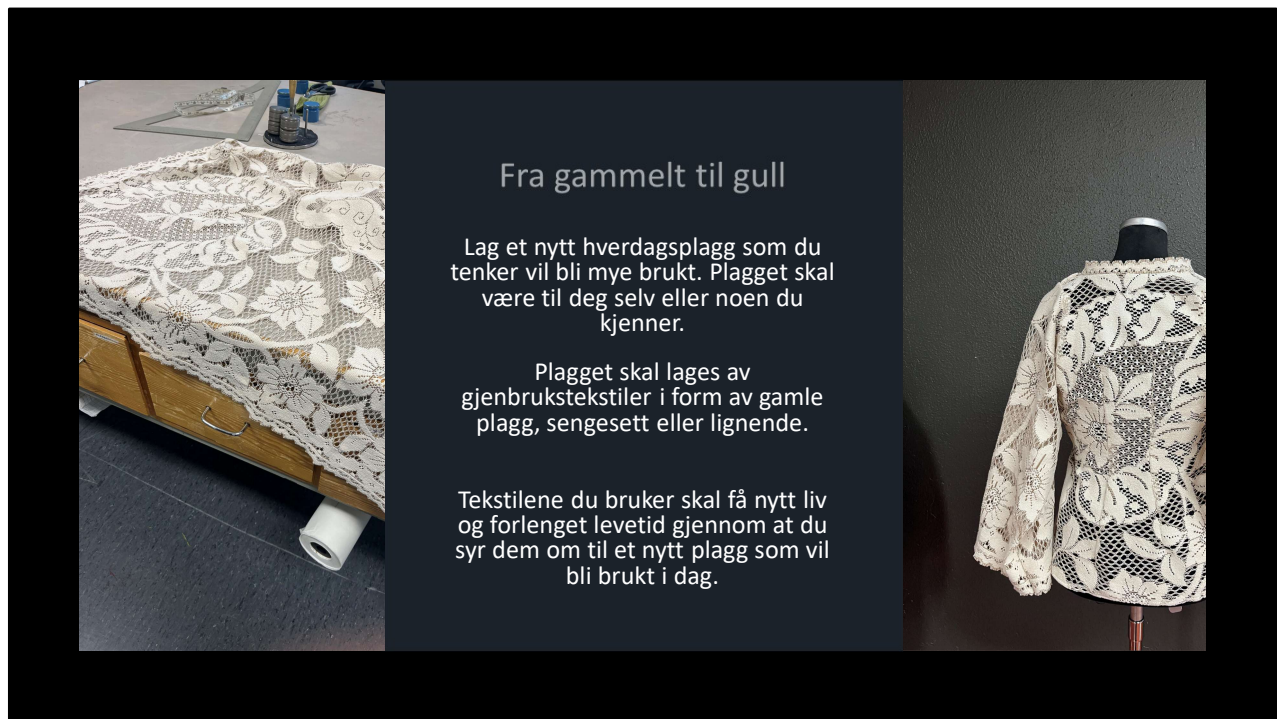 Fra gammelt til gull
Lag et nytt hverdagsplagg som du
tenker vil bli mye brukt. Plagget skal
være til deg selv eller noen du
kjenner.
Plagget skal lages av
gjenbrukstekstiler i form av gamle
plagg, sengesett eller lignende.
Tekstilene du bruker skal få nytt liv
og forlenget levetid gjennom at du
syr dem om til et nytt plagg som vil
bli brukt i dag.